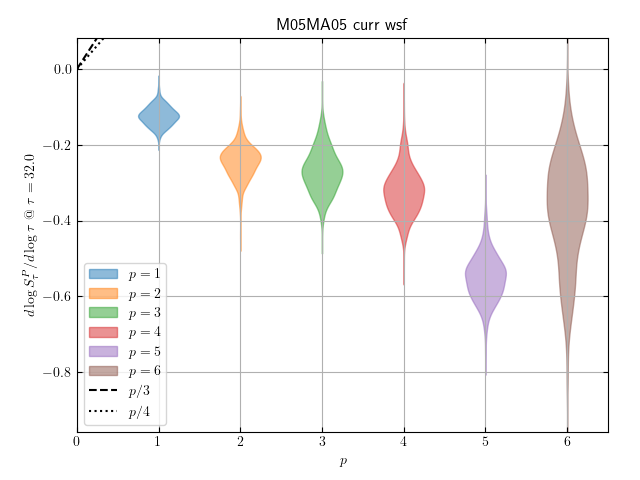 M05MA05 curr wsf
d log S_τ^P / d log τ @ τ = 32.0
0.0
−0.2
−0.4
−0.6
−0.8
p = 1
p = 2
p = 3
p = 4
p = 5
p = 6
p/3
p/4
0 1 2 3 4 5 6
p